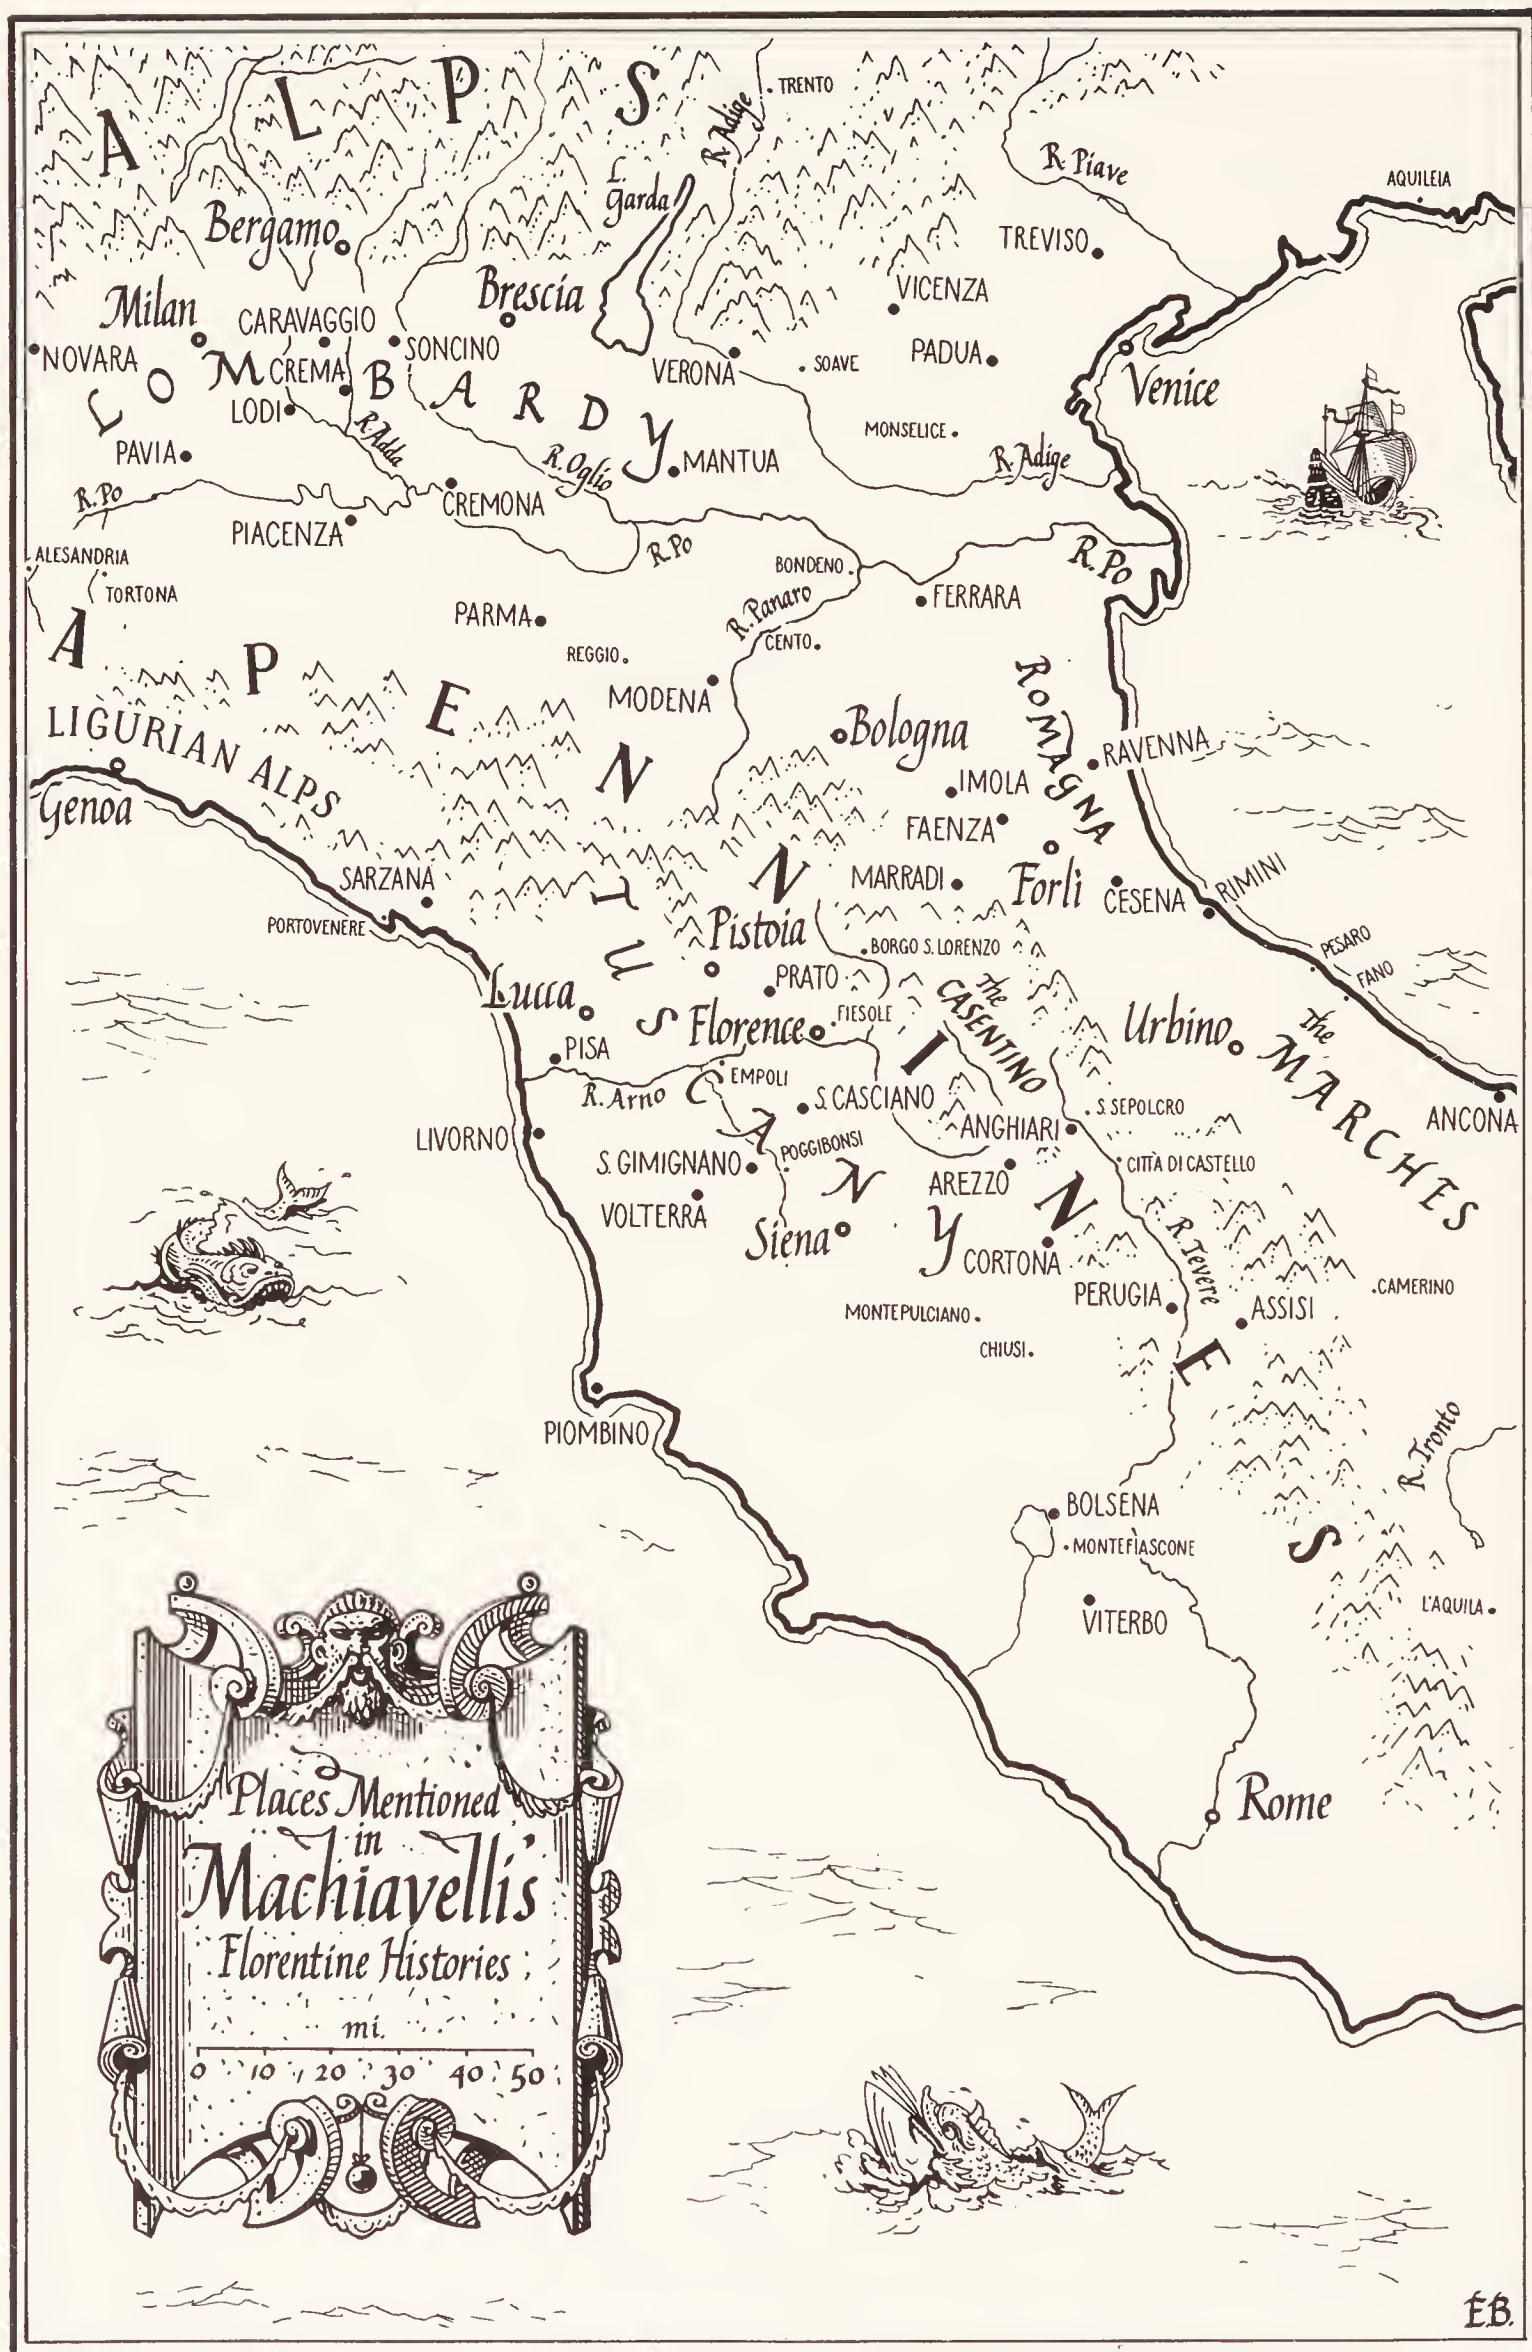 ALPS
TRENTO
R. Adige
L. Garda
R. Piave
AQUILEIA
Bergamo
TREVISO
Milan
CARAVAGGIO
Brescia
VICENZA
NOVARA
CREMA
SONCINO
VERONA
SOAVE
PADUA
Venice
LOMBARDY
LODI
R. Adda
PAVIA
R. Oglio
MANTUA
MONSELICE
R. Adige
R. Po
CREMONA
PIACENZA
R. Po
BONDENO
R. Po
ALESANDRIA
TORTONA
PARMA
R. Panaro
FERRARA
CENTO
REGGIO
MODENA
APENNINES
LIGURIAN ALPS
Genoa
Bologna
ROMAGNA
RAVENNA
IMOLA
FAENZA
SARZANA
MARRADI
Forlì
CESENA
RIMINI
PORTOVENERE
Pistoia
BORGO S. LORENZO
PESARO
FANO
TUSCANY
PRATO
the
CASENTINO
Lucca
Florence
FIESOLE
Urbino
the
MARCHES
PISA
EMPOLI
R. Arno
S. CASCIANO
S. SEPOLCRO
ANCONA
LIVORNO
ANGHIARI
POGGIBONSI
S. GIMIGNANO
CITTÀ DI CASTELLO
AREZZO
VOLTERRA
Siena
R. Tevere
CORTONA
PERUGIA
ASSISI
CAMERINO
MONTEPULCIANO
CHIUSI
PIOMBINO
R. Tronto
BOLSENA
MONTEFIASCONE
VITERBO
L'AQUILA
Rome
Places Mentioned
in
Machiavelli's
Florentine Histories
mi.
0 10 20 30 40 50
E.B.